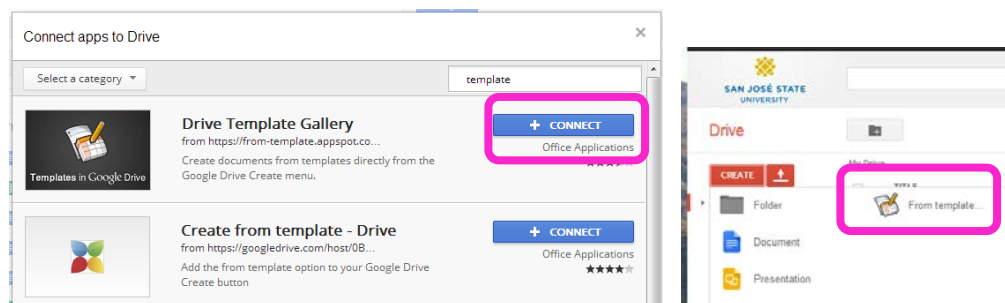 Connect apps to Drive
×
Select a category
template
Templates in Google Drive
Drive Template Gallery
from https://from-template.appspot.co...
Create documents from templates directly from the
Google Drive Create menu.
+ CONNECT
Office Applications
Create from template - Drive
from https://googledrive.com/host/0B...
Add the from template option to your Google Drive
Create button
+ CONNECT
Office Applications
SAN JOSÉ STATE
UNIVERSITY
Drive
My Drive
CREATE
TITLE
Folder
From template...
Document
Presentation